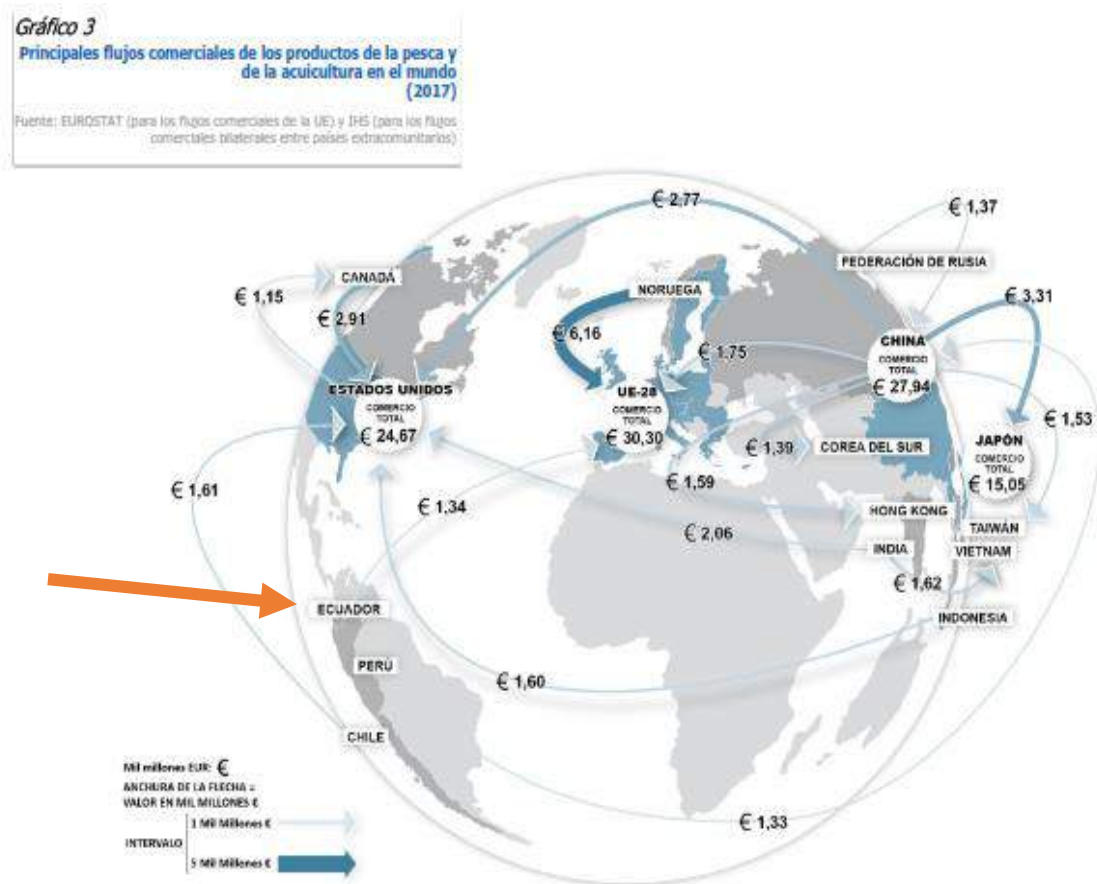 Gráfico 3
Principales flujos comerciales de los productos de la pesca y
de la acuicultura en el mundo
(2017)
Fuente: EUROSTAT (para los flujos comerciales de la UE) y IHS (para los flujos
comerciales bilaterales entre países extracomunitarios)
€ 2,77
€ 1,37
FEDERACIÓN DE RUSIA
CANADÁ
NORUEGA
€ 1,15
€ 3,31
€ 2,91
€ 6,16
€ 1,75
CHINA
COMERCIO
TOTAL
€ 27,94
ESTADOS UNIDOS
COMERCIO
TOTAL
€ 24,67
UE-28
COMERCIO
TOTAL
€ 30,30
€ 1,53
€ 1,39
COREA DEL SUR
JAPÓN
COMERCIO
TOTAL
€ 15,05
€ 1,61
€ 1,34
€ 1,59
HONG KONG
€ 2,06
TAIWÁN
INDIA
VIETNAM
€ 1,62
ECUADOR
INDONESIA
PERÚ
€ 1,60
CHILE
Mil millones EUR: €
ANCHURA DE LA FLECHA =
VALOR EN MIL MILLONES €
INTERVALO
1 Mil Millones €
5 Mil Millones €
€ 1,33